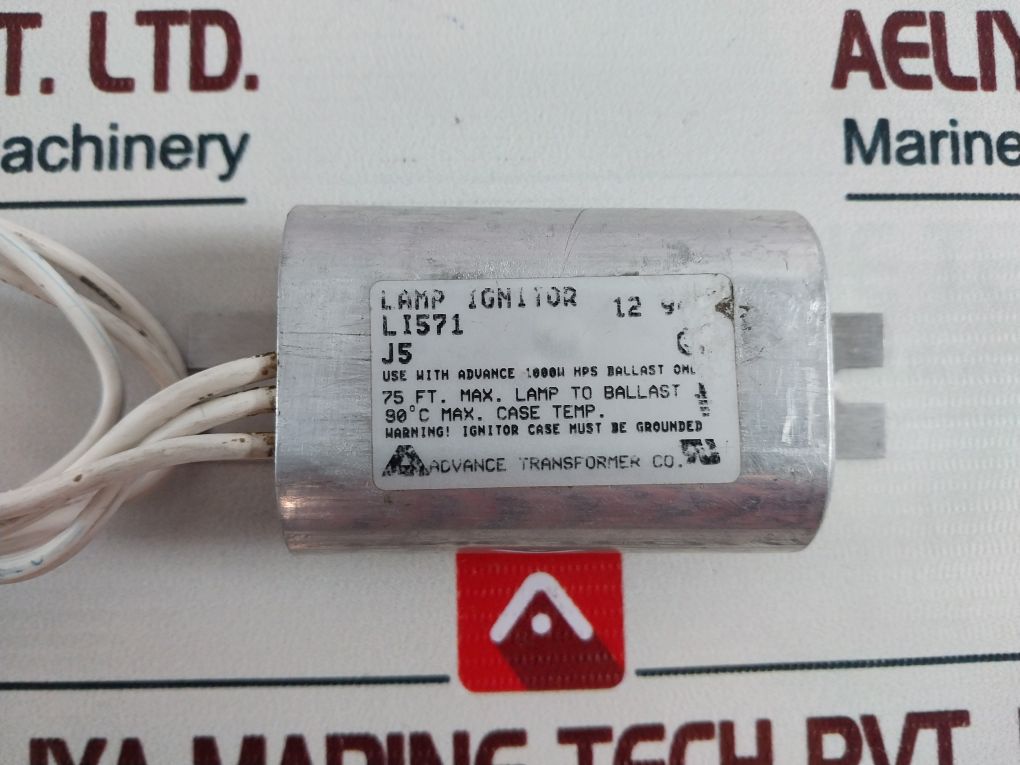 T. LTD.
achinery
AELIY
Marine
LAMP IGNITOR
12
LI571
J5
USE WITH ADVANCE 1000W HPS BALLAST ONL
75 FT. MAX. LAMP TO BALLAST
90°C MAX. CASE TEMP.
WARNING! IGNITOR CASE MUST BE GROUNDED
ADVANCE TRANSFORMER CO.
IYA MARINE TECH PVT.